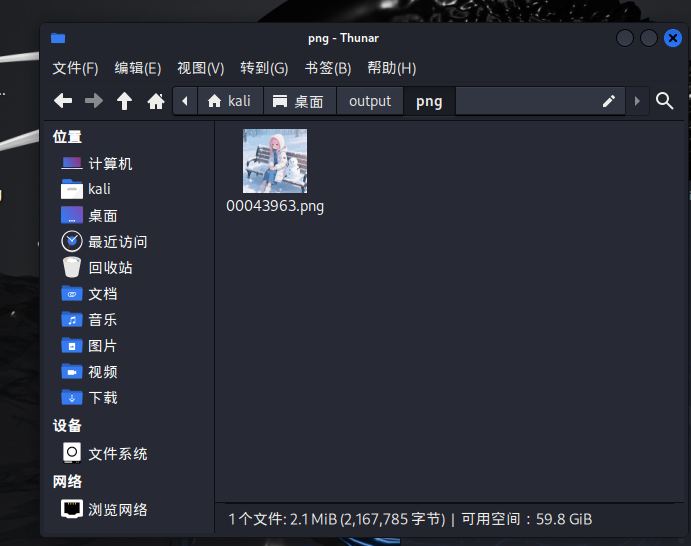 png - Thunar
文件(F) 编辑(E) 视图(V) 转到(G) 书签(B) 帮助(H)
kali 桌面 output png
位置
计算机
kali
桌面
最近访问
回收站
文档
音乐
图片
视频
下载
设备
文件系统
网络
浏览网络
00043963.png
1 个文件: 2.1 MiB (2,167,785 字节) | 可用空间：59.8 GiB